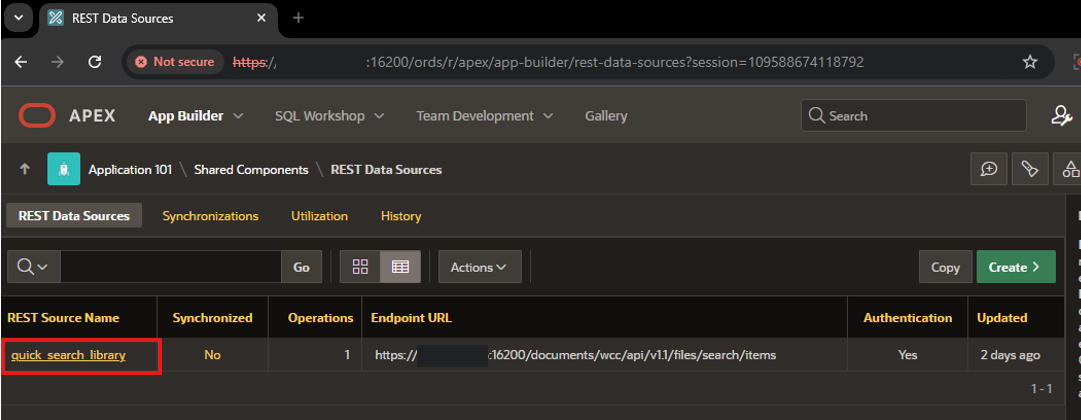 REST Data Sources
Not secure https:/ :16200/ords/r/apex/app-builder/rest-data-sources?session=109588674118792
APEX App Builder SQL Workshop Team Development Gallery Search
Application 101 \ Shared Components \ REST Data Sources
REST Data Sources Synchronizations Utilization History
Go Actions Copy Create
REST Source Name Synchronized Operations Endpoint URL Authentication Updated
quick_search_library No 1 https:// :16200/documents/wcc/api/v1.1/files/search/items Yes 2 days ago
1 - 1